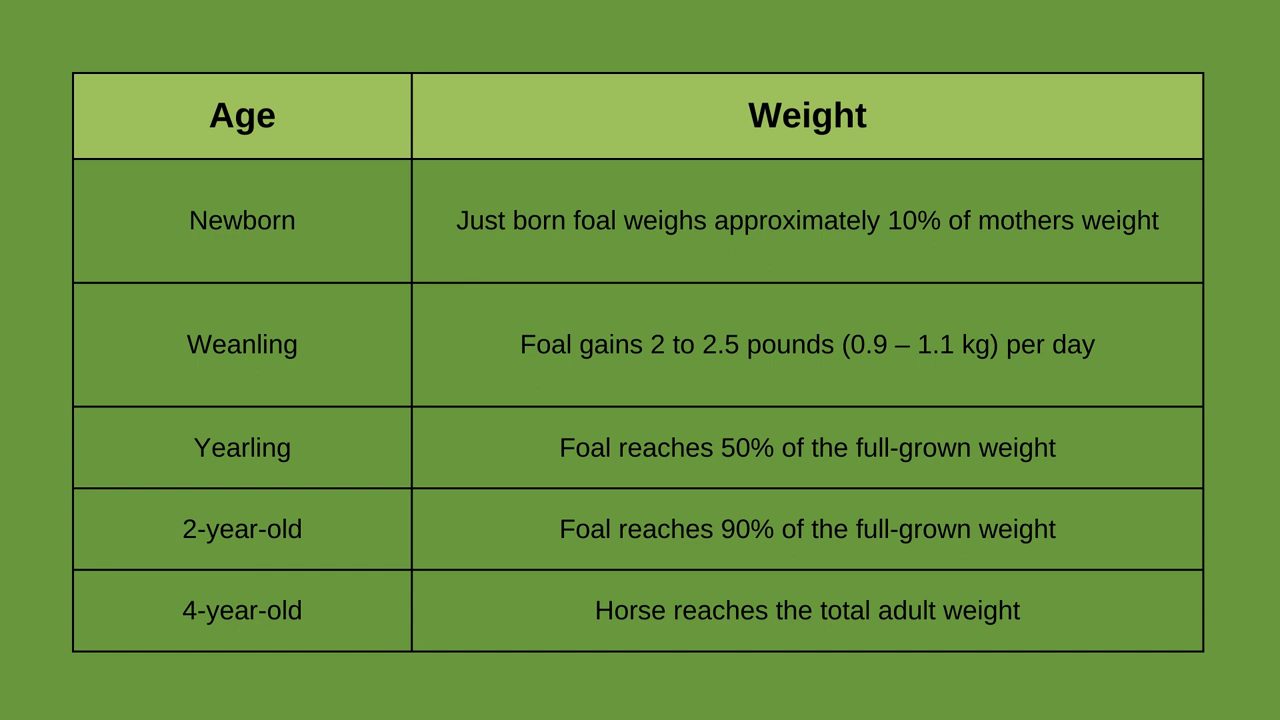 Age
Weight
Newborn
Just born foal weighs approximately 10% of mothers weight
Weanling
Foal gains 2 to 2.5 pounds (0.9 – 1.1 kg) per day
Yearling
Foal reaches 50% of the full-grown weight
2-year-old
Foal reaches 90% of the full-grown weight
4-year-old
Horse reaches the total adult weight